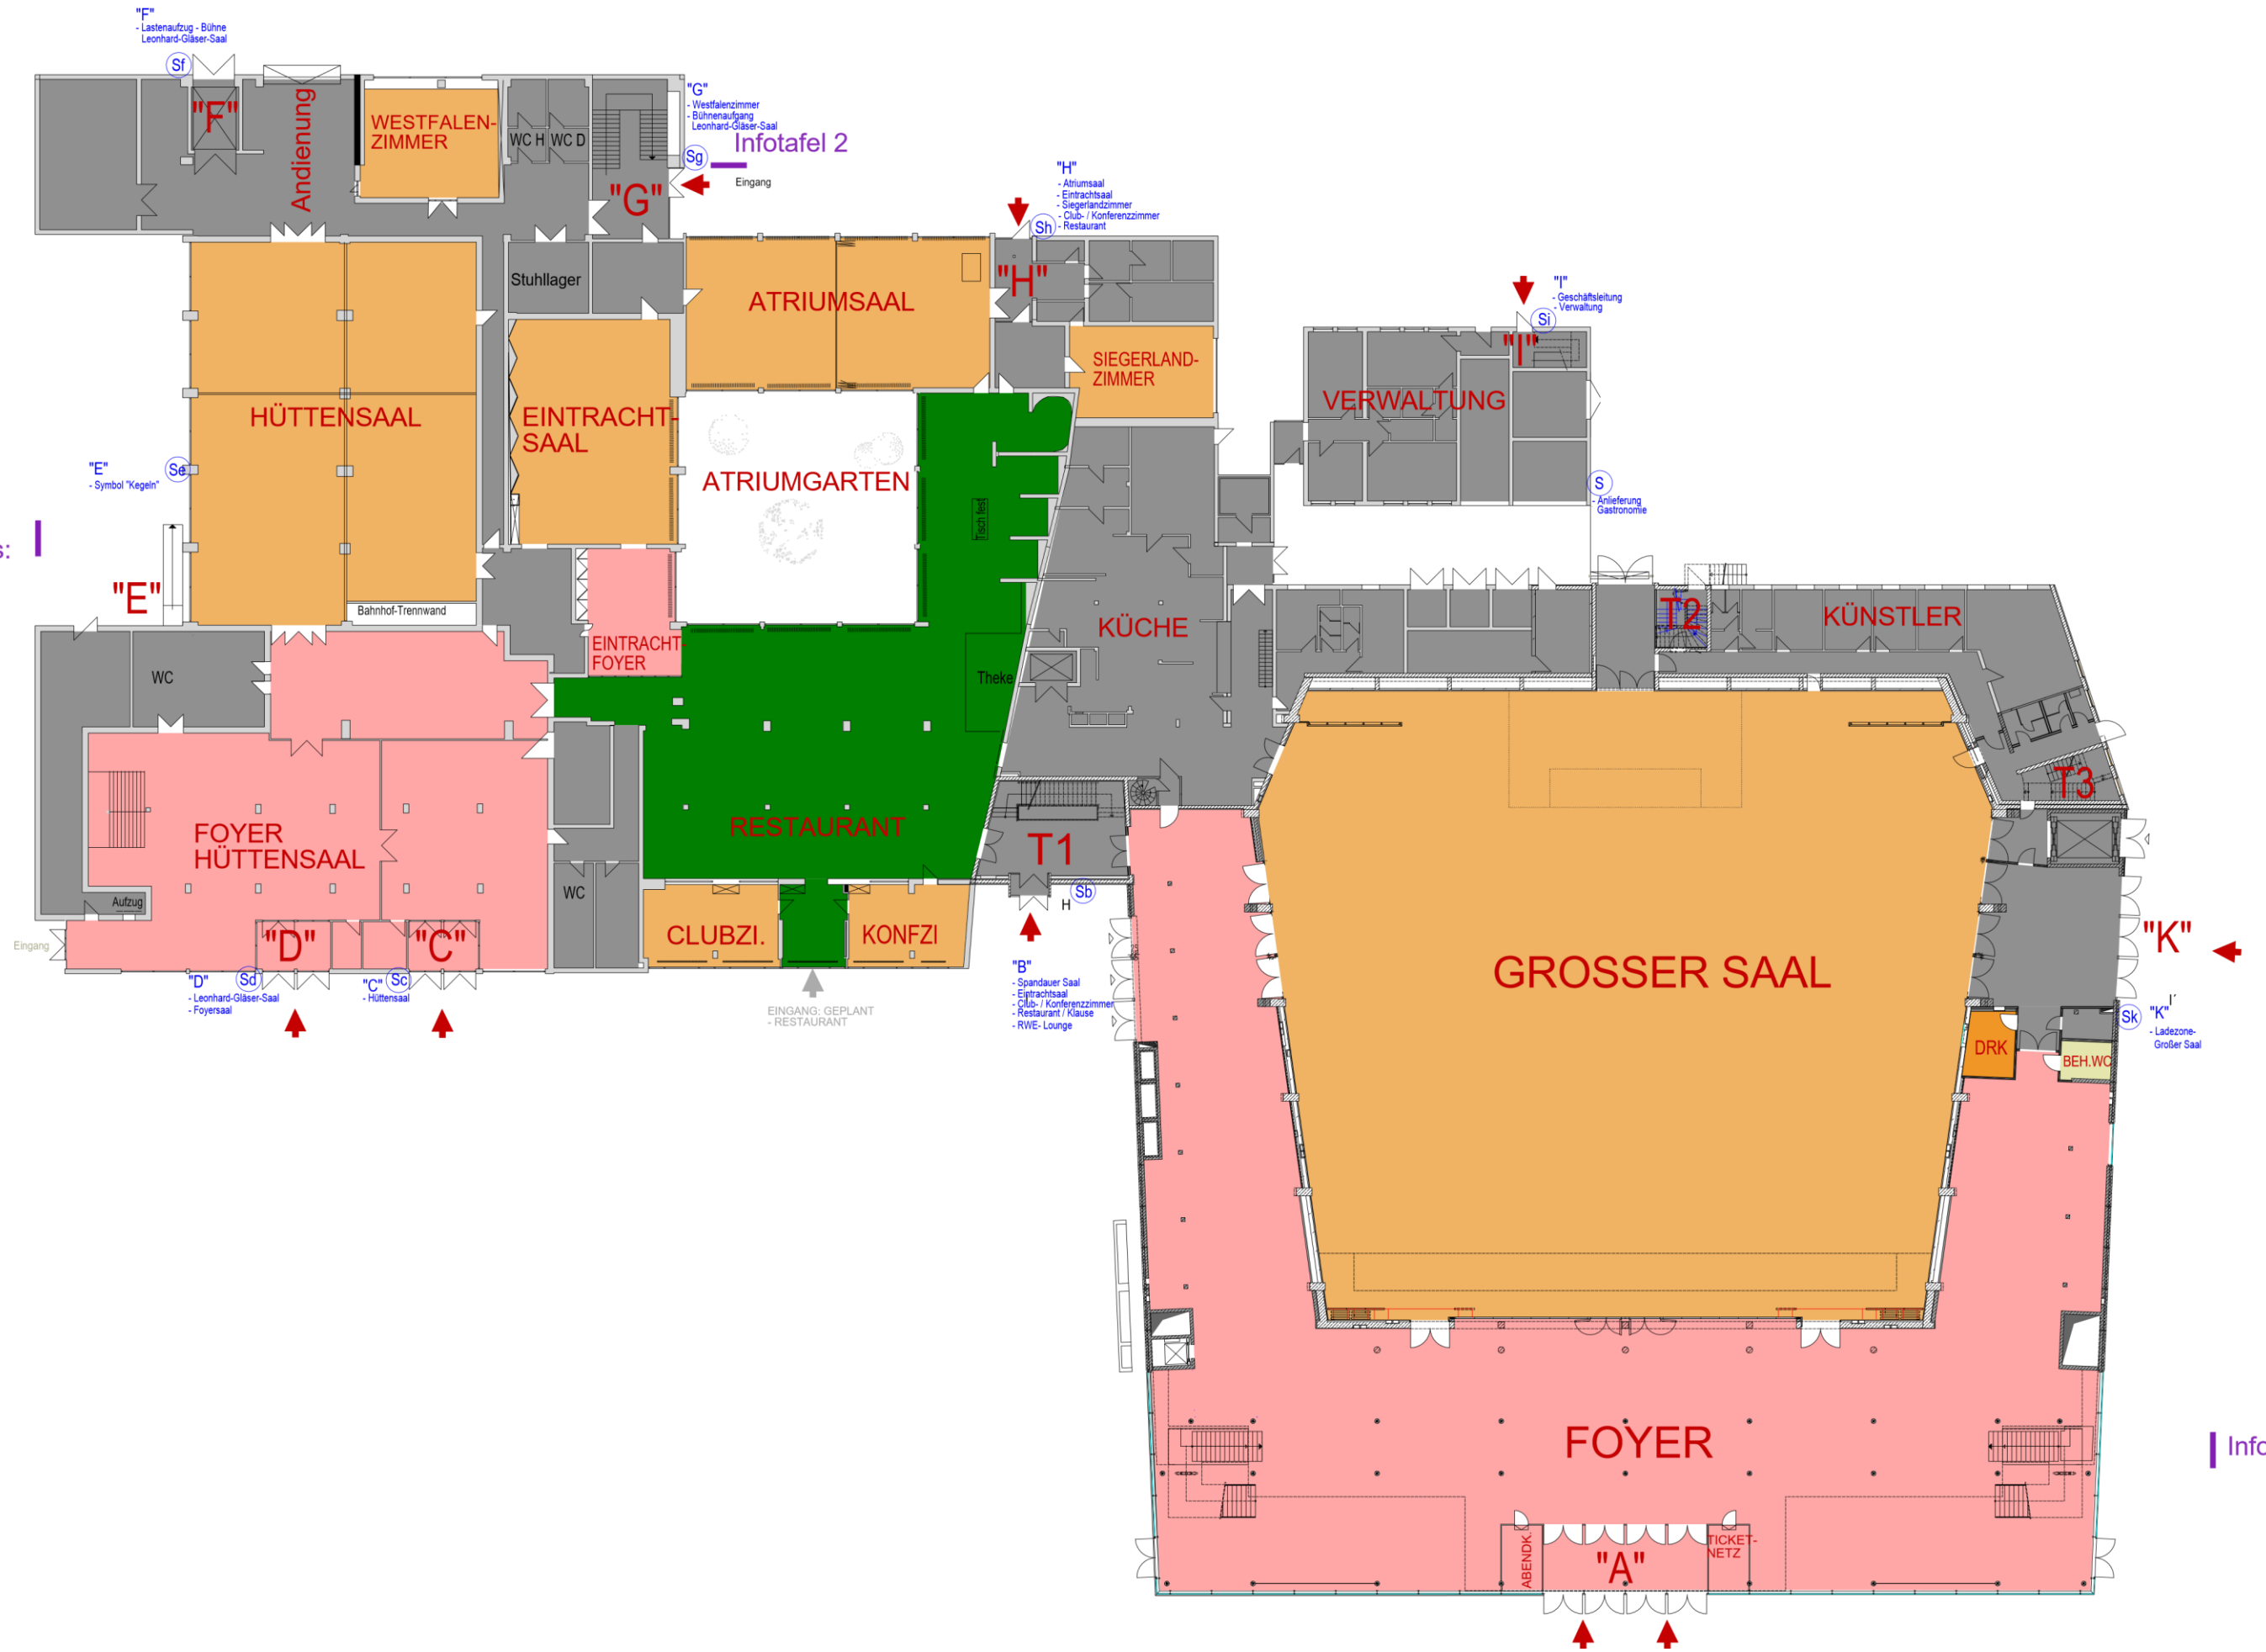 "F"
- Lastenaufzug - Bühne
Leonhard-Gläser-Saal
Sf
"F"
Andienung
WESTFALEN-
ZIMMER
WC H
WC D
"G"
- Westfalenzimmer
- Bühnenaufgang
Leonhard-Gläser-Saal
Infotafel 2
Sg
Eingang
"G"
"H"
- Atriumsaal
- Eintrachtsaal
- Siegerlandzimmer
- Club- / Konferenzzimmer
- Restaurant
Sh
"H"
Stuhllager
ATRIUMSAAL
SIEGERLAND-
ZIMMER
"I"
- Geschäftsleitung
- Verwaltung
Si
"I"
VERWALTUNG
HÜTTENSAAL
EINTRACHT-
SAAL
ATRIUMGARTEN
"E"
- Symbol "Kegeln"
Se
S
- Anlieferung
Gastronomie
Tisch fest
s:
"E"
Bahnhof-Trennwand
EINTRACHT-
FOYER
KÜCHE
T2
KÜNSTLER
WC
Theke
T3
FOYER
HÜTTENSAAL
RESTAURANT
T1
Aufzug
WC
Sb
H
Eingang
"D"
"C"
CLUBZI.
KONFZI
"K"
GROSSER SAAL
"D"
- Leonhard-Gläser-Saal
- Foyersaal
Sd
"C"
- Hüttensaal
Sc
EINGANG: GEPLANT
- RESTAURANT
"B"
- Spandauer Saal
- Eintrachtsaal
- Club- / Konferenzzimmer
- Restaurant / Klause
- RWE- Lounge
I´
Sk
"K"
- Ladezone-
Großer Saal
DRK
BEH.WC
FOYER
Info
ABENDK.
"A"
TICKET-
NETZ